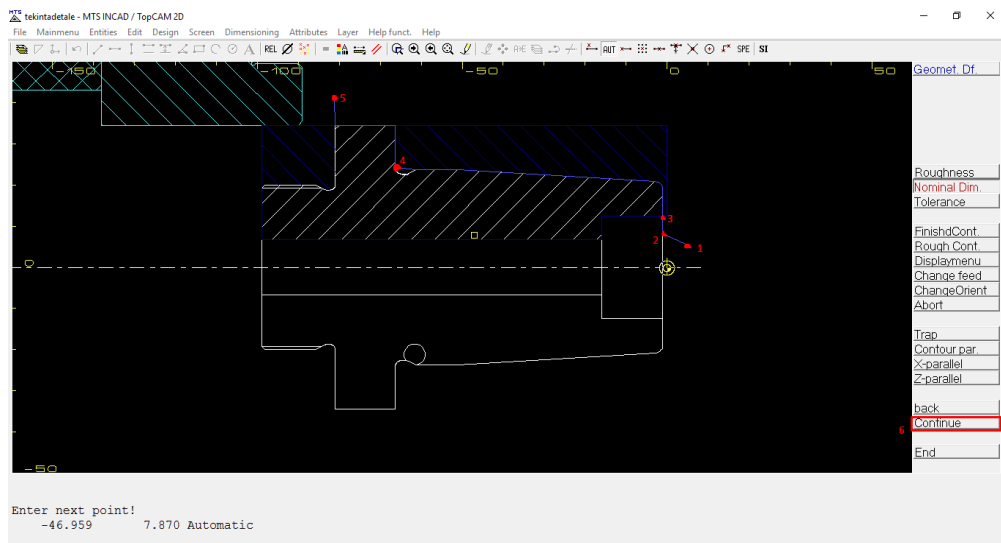 MTS tekintadetale - MTS INCAD / TopCAM 2D
File Mainmenu Entities Edit Design Screen Dimensioning Attributes Layer Help funct. Help
REL AUT SPE SI
-150 -100 -50 0 50
Geomet. Df.
5
4
Roughness
Nominal Dim.
Tolerance
3
2 1
FinishdCont.
Rough Cont.
Displaymenu
Change feed
ChangeOrient
Abort
0
Trap
Contour par.
X-parallel
Z-parallel
back
6 Continue
End
-50
Enter next point!
-46.959 7.870 Automatic